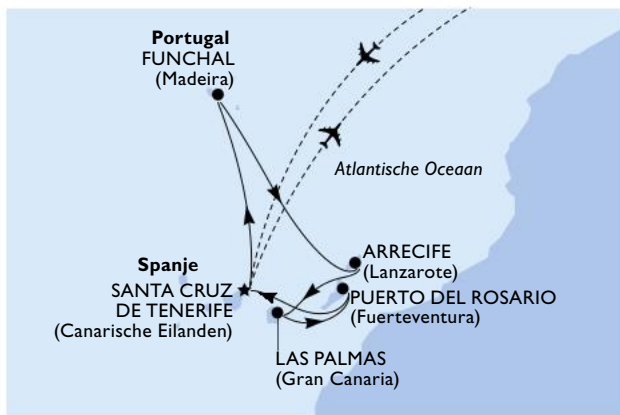 Portugal
FUNCHAL
(Madeira)
Atlantische Oceaan
ARRECIFE
(Lanzarote)
Spanje
SANTA CRUZ
DE TENERIFE
(Canarische Eilanden)
PUERTO DEL ROSARIO
(Fuerteventura)
LAS PALMAS
(Gran Canaria)